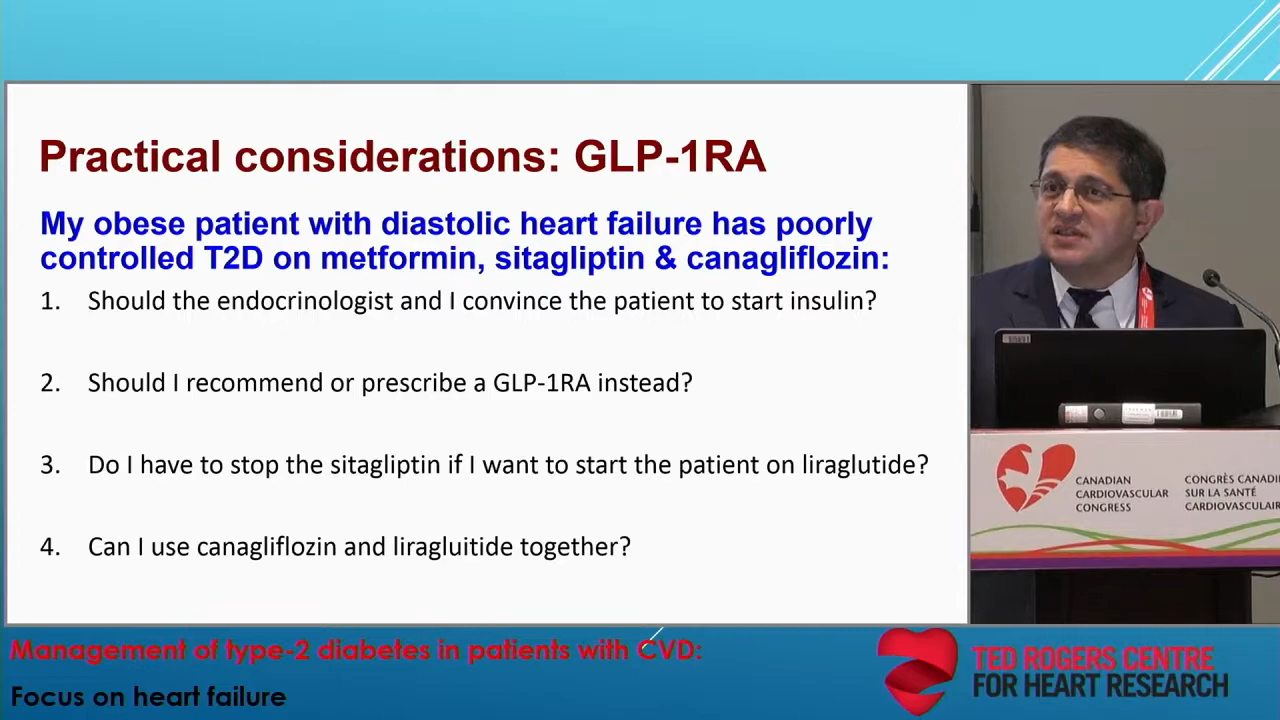 Practical considerations: GLP-1RA
My obese patient with diastolic heart failure has poorly
controlled T2D on metformin, sitagliptin & canagliflozin:
1. Should the endocrinologist and I convince the patient to start insulin?
2. Should I recommend or prescribe a GLP-1RA instead?
3. Do I have to stop the sitagliptin if I want to start the patient on liraglutide?
4. Can I use canagliflozin and liragluitide together?
CANADIAN
CARDIOVASCULAR
CONGRESS
CONGRÈS CANADI
SUR LA SANTÉ
CARDIOVASCULAIR
Management of type-2 diabetes in patients with CVD:
Focus on heart failure
TED ROGERS CENTRE
FOR HEART RESEARCH